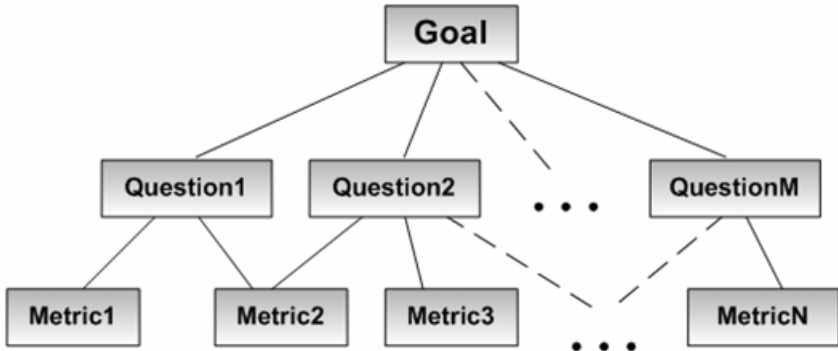 Goal
Question1
Question2
• • •
QuestionM
Metric1
Metric2
Metric3
• • •
MetricN